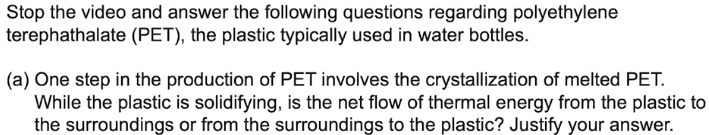 Stop the video and answer the following questions regarding polyethylene
terephathalate (PET), the plastic typically used in water bottles.
(a) One step in the production of PET involves the crystallization of melted PET.
While the plastic is solidifying, is the net flow of thermal energy from the plastic to
the surroundings or from the surroundings to the plastic? Justify your answer.